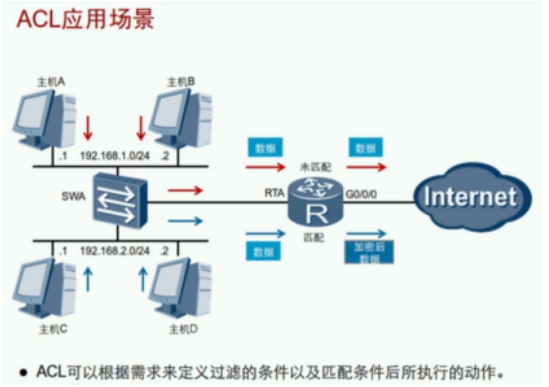 ACL应用场景
主机A
主机B
.1 192.168.1.0/24 .2
数据
数据
未匹配
SWA
RTA
G0/0/0
Internet
R
匹配
.1 192.168.2.0/24 .2
数据
加密后
数据
主机C
主机D
● ACL可以根据需求来定义过滤的条件以及匹配条件后所执行的动作。